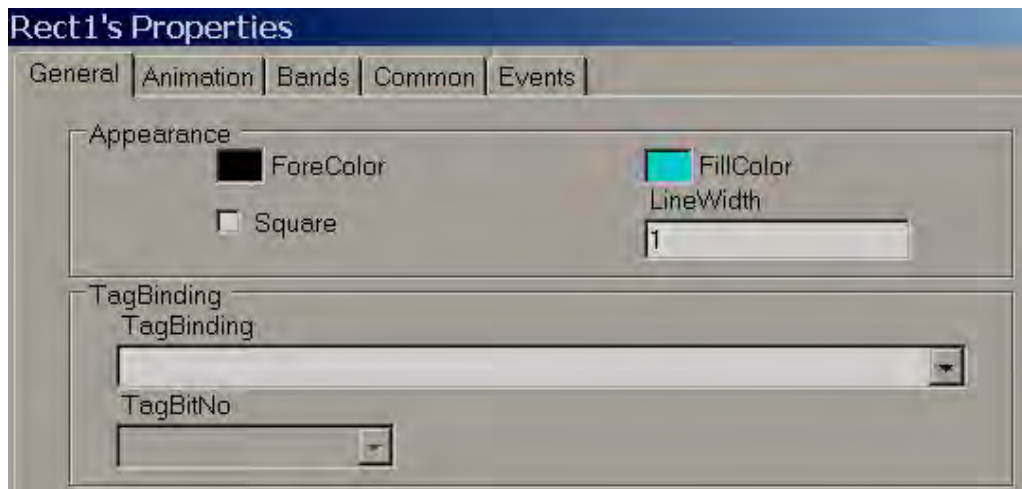 Rect1's Properties
General Animation Bands Common Events
Appearance
ForeColor
FillColor
Square
LineWidth
1
TagBinding
TagBinding
TagBitNo